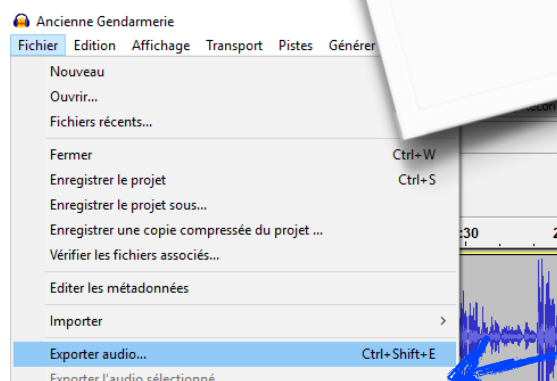 Ancienne Gendarmerie
Fichier Edition Affichage Transport Pistes Générer
Nouveau
Ouvrir...
Fichiers récents...
Fermer Ctrl+W
Enregistrer le projet Ctrl+S
Enregistrer le projet sous...
Enregistrer une copie compressée du projet ...
Vérifier les fichiers associés...
:30 2
Editer les métadonnées
Importer >
Exporter audio... Ctrl+Shift+E
Exporter l'audio sélectionné